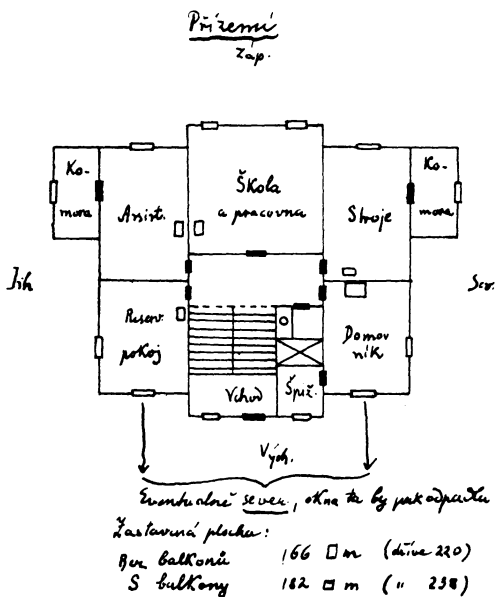 Přízemí
Záp.
Ko-
mora
Asist.
Škola
a pracovna
Stroje
Ko-
mora
Jih
Sev.
Reserv.
pokoj
Domov
ník
Vchod
Špiž.
Vých.
Eventuelně sever, okna ta by pak odpadla
Zastavená plocha:
Bez balkonů 166 □ m (dříve 220)
S balkony 182 □ m ( " 238)